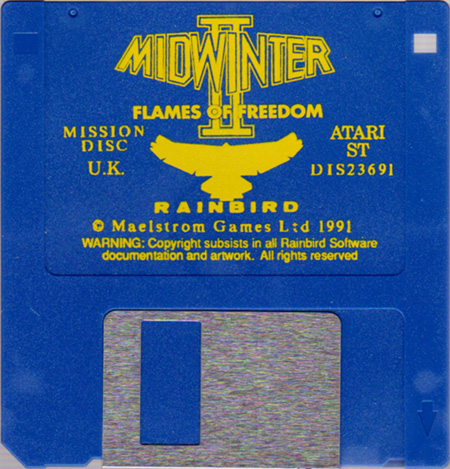 MIDWINTER
II
FLAMES OF FREEDOM
MISSION
DISC
U.K.
ATARI
ST
DIS23691
RAINBIRD
© Maelstrom Games Ltd 1991
WARNING: Copyright subsists in all Rainbird Software
documentation and artwork. All rights reserved